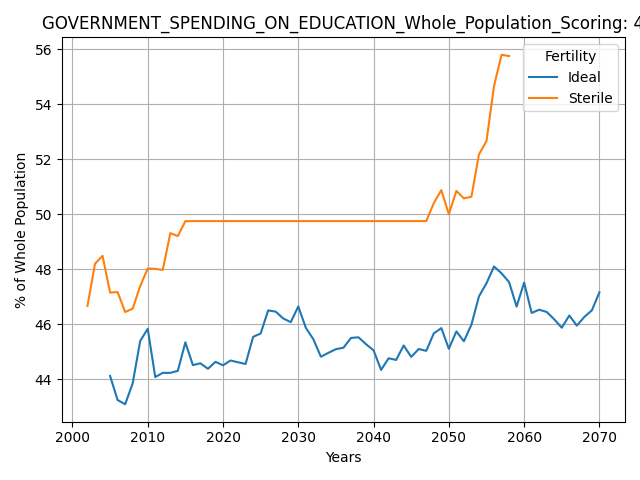 GOVERNMENT_SPENDING_ON_EDUCATION_Whole_Population_Scoring: 4
Fertility
Ideal
Sterile
% of Whole Population
56
54
52
50
48
46
44
2000 2010 2020 2030 2040 2050 2060 2070
Years